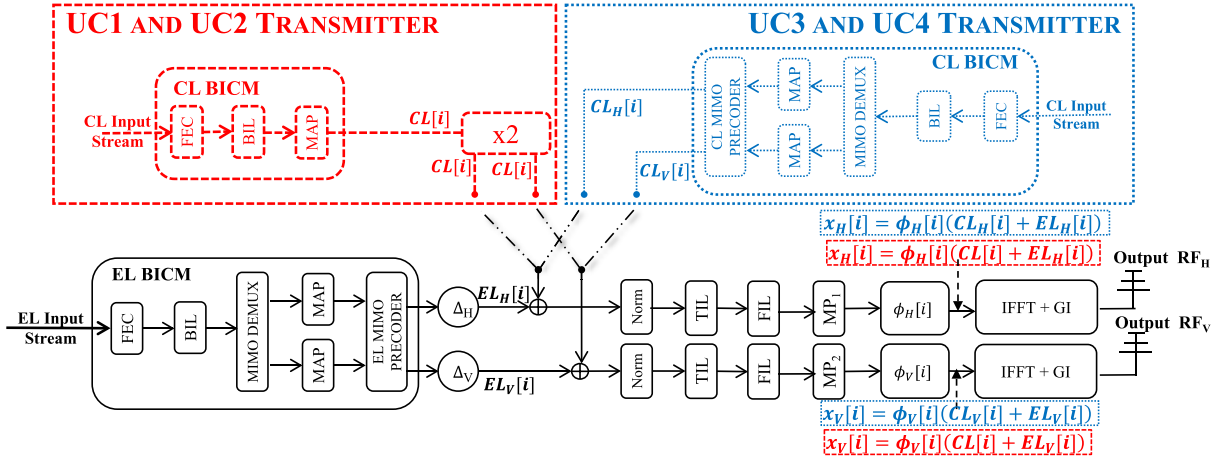 UC1 AND UC2 TRANSMITTER
UC3 AND UC4 TRANSMITTER
CL BICM
CL Input
Stream
FEC
BIL
MAP
CL[i]
x2
CL[i]
CL[i]
CL BICM
CL MIMO
PRECODER
MAP
MAP
MIMO DEMUX
BIL
FEC
CL Input
Stream
CL_H[i]
CL_V[i]
x_H[i] = ϕ_H[i](CL_H[i] + EL_H[i])
x_H[i] = ϕ_H[i](CL[i] + EL_H[i])
EL BICM
EL Input
Stream
FEC
BIL
MIMO DEMUX
MAP
MAP
EL MIMO
PRECODER
Δ_H
EL_H[i]
Norm
TIL
FIL
MP_1
ϕ_H[i]
IFFT + GI
Output RF_H
Δ_V
EL_V[i]
Norm
TIL
FIL
MP_2
ϕ_V[i]
IFFT + GI
Output RF_V
x_V[i] = ϕ_V[i](CL_V[i] + EL_V[i])
x_V[i] = ϕ_V[i](CL[i] + EL_V[i])